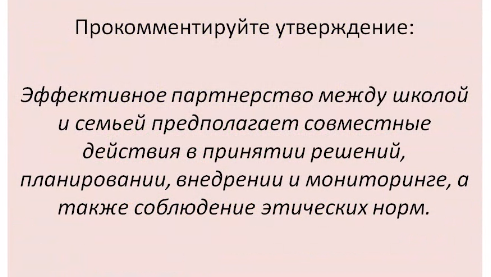 Прокомментируйте утверждение:
Эффективное партнерство между школой
и семьей предполагает совместные
действия в принятии решений,
планировании, внедрении и мониторинге, а
также соблюдение этических норм.